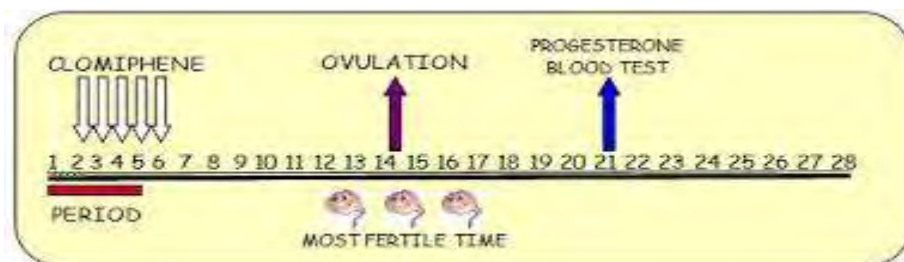 PROGESTERONE
CLOMIPHENE OVULATION BLOOD TEST
1 2 3 4 5 6 7 8 9 10 11 12 13 14 15 16 17 18 19 20 21 22 23 24 25 26 27 28
PERIOD
MOST FERTILE TIME